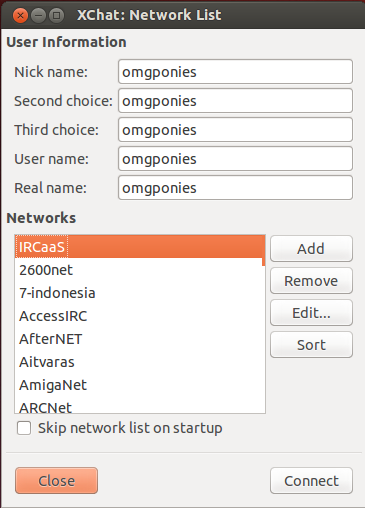 XChat: Network List
User Information
Nick name: omgponies
Second choice: omgponies
Third choice: omgponies
User name: omgponies
Real name: omgponies
Networks
IRCaaS
Add
2600net
7-indonesia
Remove
AccessIRC
Edit...
AfterNET
Sort
Aitvaras
AmigaNet
ARCNet
Skip network list on startup
Close Connect